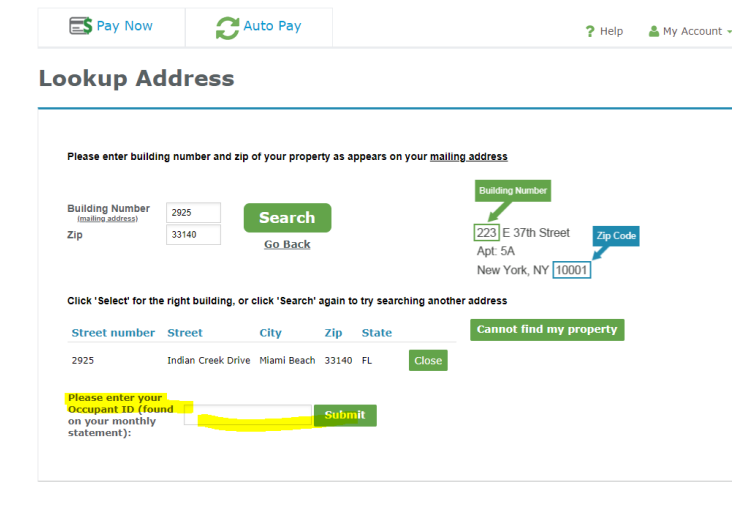 Pay Now
Auto Pay
? Help
My Account
Lookup Address
Please enter building number and zip of your property as appears on your mailing address
Building Number
(mailing address)
2925
Zip
33140
Search
Go Back
Building Number
223 E 37th Street
Zip Code
Apt: 5A
New York, NY 10001
Click 'Select' for the right building, or click 'Search' again to try searching another address
Street number Street City Zip State
Cannot find my property
2925 Indian Creek Drive Miami Beach 33140 FL Close
Please enter your
Occupant ID (found
on your monthly
statement):
Submit